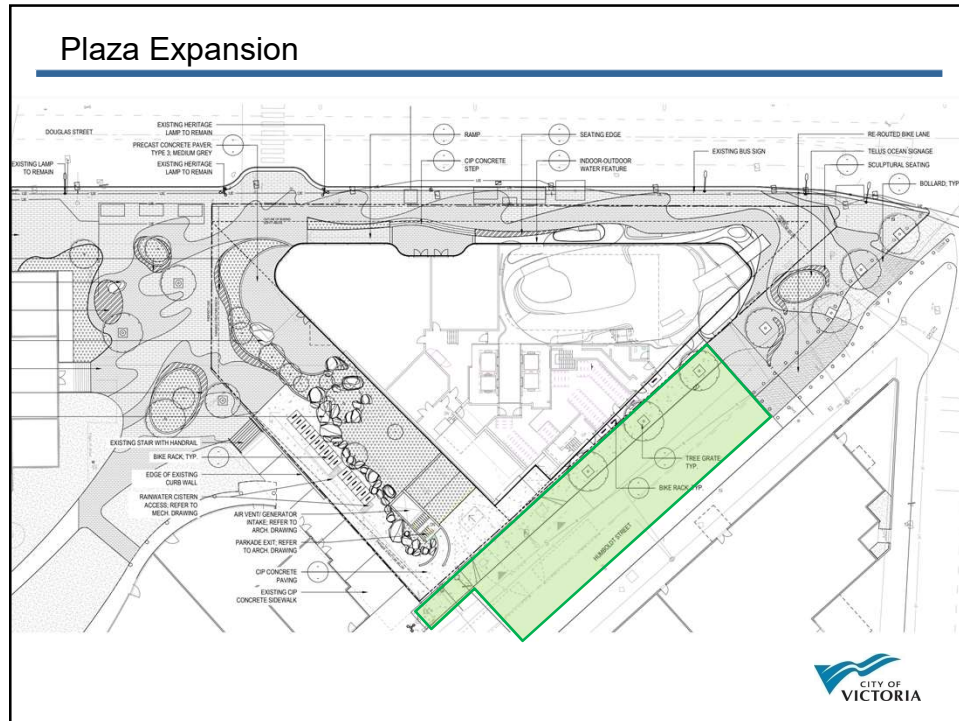 Plaza Expansion
DOUGLAS STREET
EXISTING HERITAGE
LAMP TO REMAIN
PRECAST CONCRETE PAVER;
TYPE 3; MEDIUM GREY
EXISTING HERITAGE
LAMP TO REMAIN
EXISTING LAMP
TO REMAIN
RAMP
CIP CONCRETE
STEP
SEATING EDGE
INDOOR-OUTDOOR
WATER FEATURE
EXISTING BUS SIGN
RE-ROUTED BIKE LANE
TELUS OCEAN SIGNAGE
SCULPTURAL SEATING
BOLLARD; TYP
EXISTING STAIR WITH HANDRAIL
BIKE RACK; TYP.
EDGE OF EXISTING
CURB WALL
RAINWATER CISTERN
ACCESS; REFER TO
MECH. DRAWING
AIR VENT/ GENERATOR
INTAKE; REFER TO
ARCH. DRAWING
PARKADE EXIT; REFER
TO ARCH. DRAWING
CIP CONCRETE
PAVING
EXISTING CIP
CONCRETE SIDEWALK
TREE GRATE,
TYP.
BIKE RACK; TYP.
HUMBOLDT STREET
CITY OF
VICTORIA